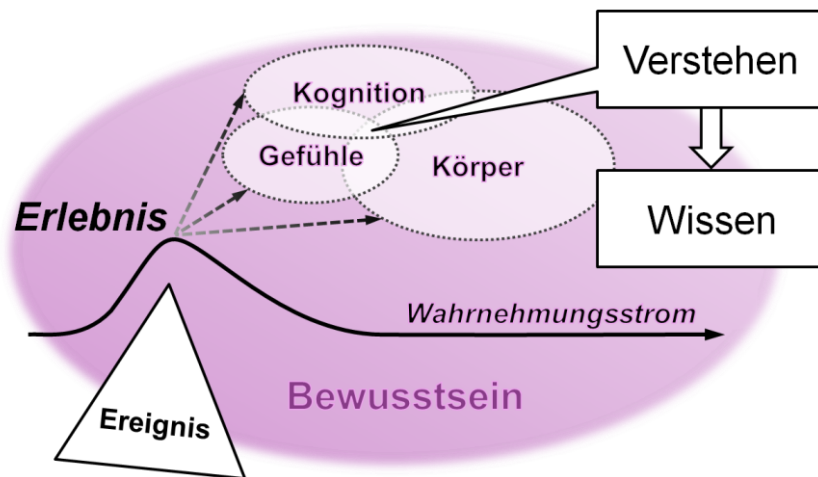 Kognition
Verstehen
Gefühle
Körper
Erlebnis
Wissen
Wahrnehmungsstrom
Bewusstsein
Ereignis